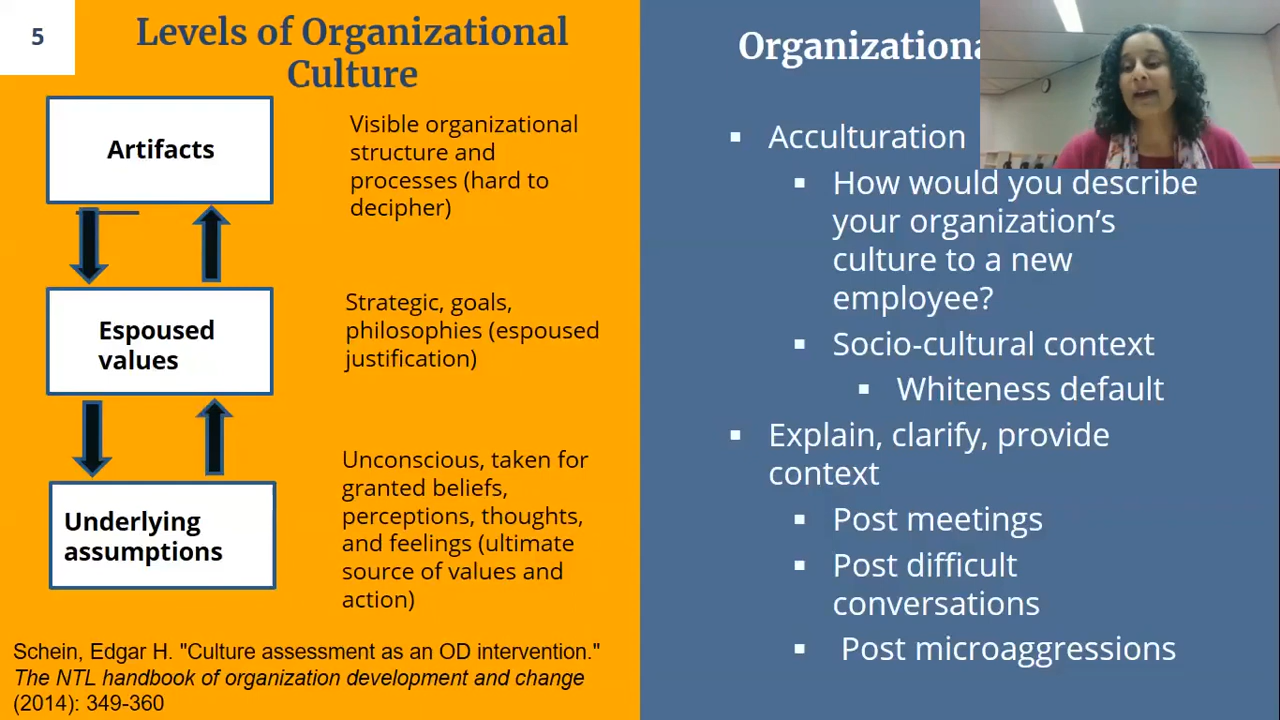 5
Levels of Organizational
Culture
Artifacts
Visible organizational
structure and
processes (hard to
decipher)
Espoused
values
Strategic, goals,
philosophies (espoused
justification)
Underlying
assumptions
Unconscious, taken for
granted beliefs,
perceptions, thoughts,
and feelings (ultimate
source of values and
action)
Schein, Edgar H. "Culture assessment as an OD intervention."
The NTL handbook of organization development and change
(2014): 349-360
▪ Acculturation
▪ How would you describe
your organization’s
culture to a new
employee?
▪ Socio-cultural context
▪ Whiteness default
▪ Explain, clarify, provide
context
▪ Post meetings
▪ Post difficult
conversations
▪ Post microaggressions